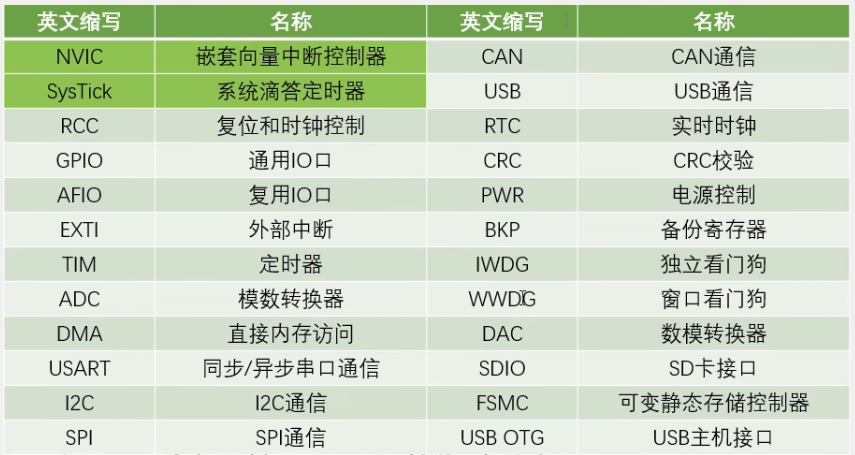 英文缩写 名称 英文缩写 名称
NVIC 嵌套向量中断控制器 CAN CAN通信
SysTick 系统滴答定时器 USB USB通信
RCC 复位和时钟控制 RTC 实时时钟
GPIO 通用IO口 CRC CRC校验
AFIO 复用IO口 PWR 电源控制
EXTI 外部中断 BKP 备份寄存器
TIM 定时器 IWDG 独立看门狗
ADC 模数转换器 WWDG 窗口看门狗
DMA 直接内存访问 DAC 数模转换器
USART 同步/异步串口通信 SDIO SD卡接口
I2C I2C通信 FSMC 可变静态存储控制器
SPI SPI通信 USB OTG USB主机接口